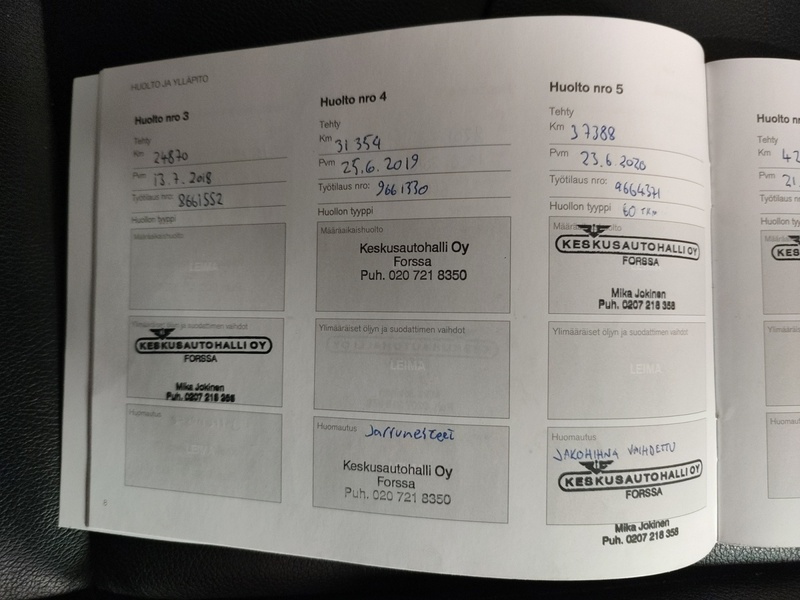 HUOLTO JA YLLÄPITO
Huolto nro 3
Tehty
Km 24870
Pvm 13.7.2018
Työtilaus nro: 8661552
Huollon tyyppi
Määräaikaishuolto
LEIMA
Ylimääräiset öljyn ja suodattimen vaihdot
KESKUSAUTOHALLI OY
FORSSA
Mika Jokinen
Puh. 0207 218 358
Huomautus
Huolto nro 4
Tehty
Km 31 354
Pvm 25.6.2019
Työtilaus nro: 9661330
Huollon tyyppi
Määräaikaishuolto
Keskusautohalli Oy
Forssa
Puh. 020 721 8350
Ylimääräiset öljyn ja suodattimen vaihdot
LEIMA
Huomautus Jarrunesteet
Keskusautohalli Oy
Forssa
Puh. 020 721 8350
Huolto nro 5
Tehty
Km 37388
Pvm 23.6.2020
Työtilaus nro: 9664371
Huollon tyyppi 60 TKM
KESKUSAUTOHALLI OY
FORSSA
Mika Jokinen
Puh. 0207 218 358
Ylimääräiset öljyn ja suodattimen vaihdot
LEIMA
Huomautus
JAKOHIHNA VAIHDETTU
KESKUSAUTOHALLI OY
FORSSA
Mika Jokinen
Puh. 0207 218 358
Tehty
Km
Pvm